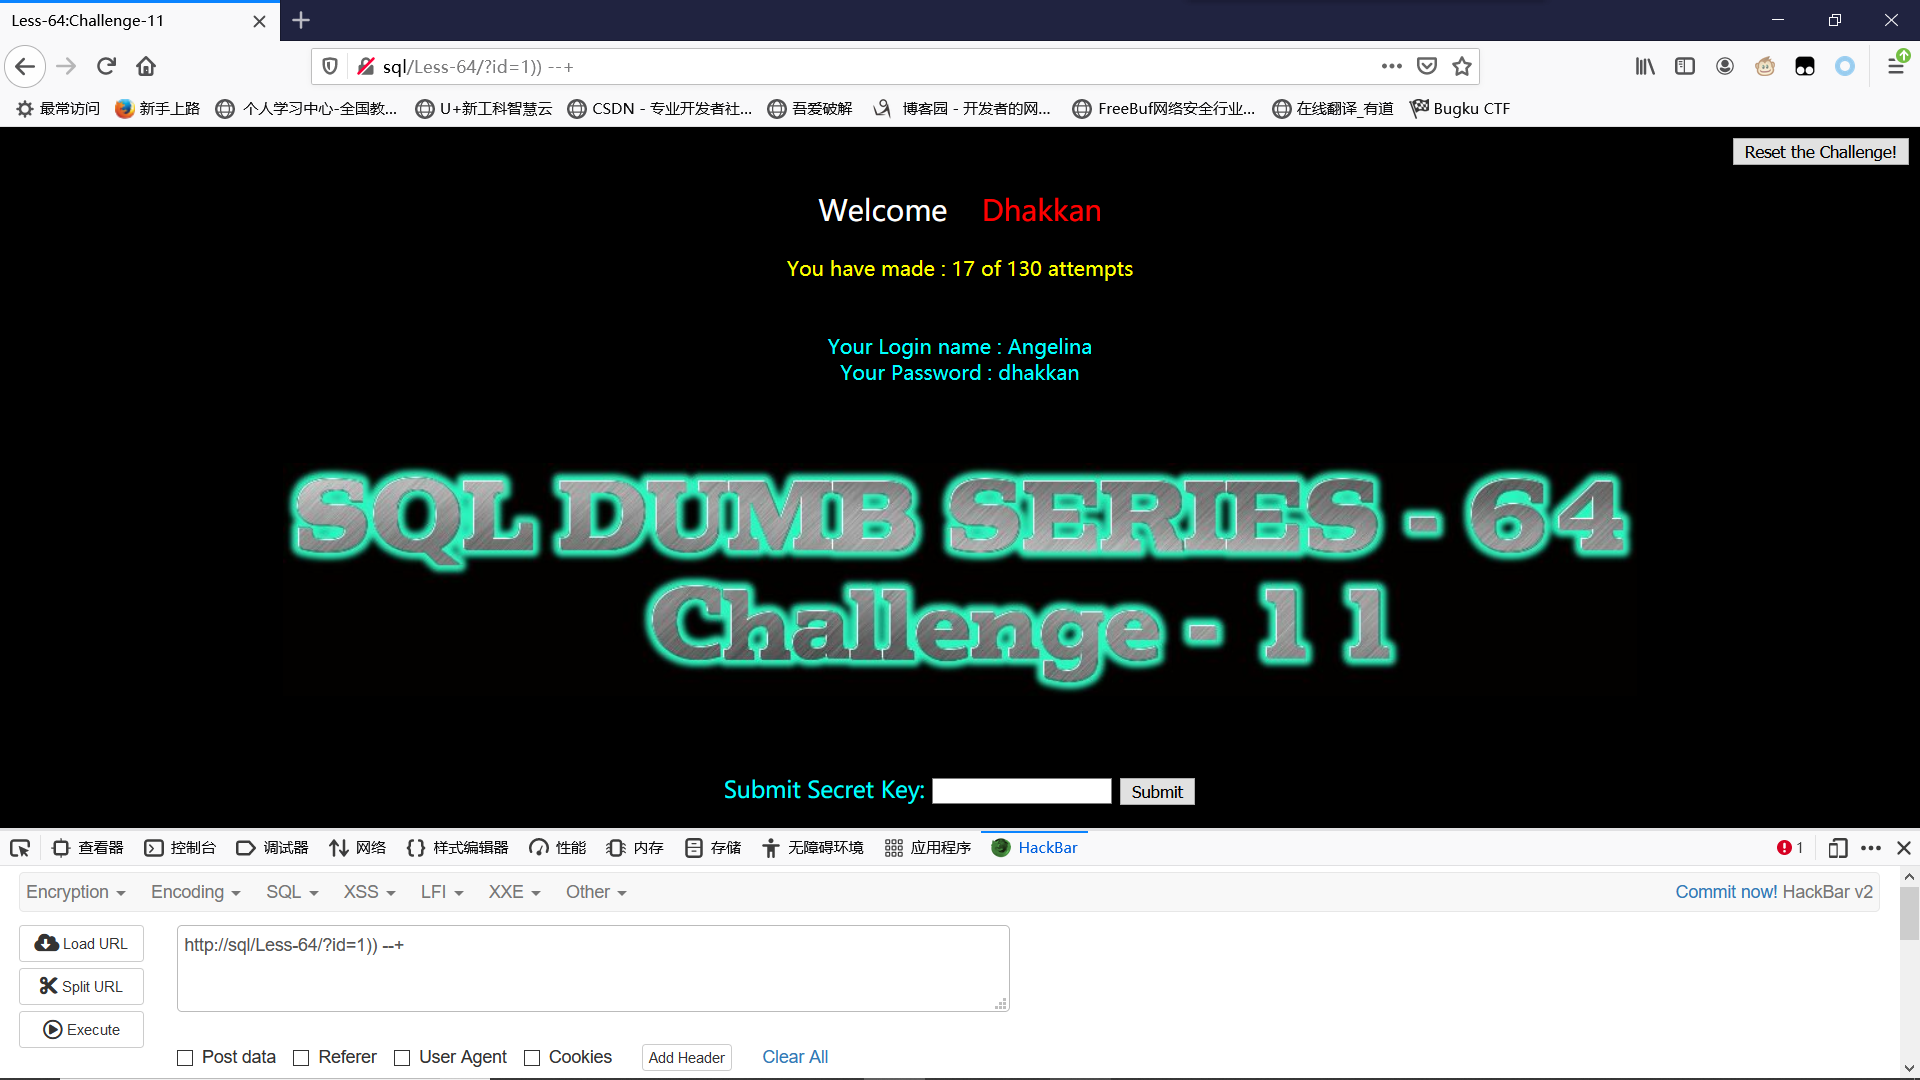 Less-64:Challenge-11
sql/Less-64/?id=1)) --+
最常访问 新手上路 个人学习中心-全国教... U+新工科智慧云 CSDN - 专业开发者社... 吾爱破解 博客园 - 开发者的网... FreeBuf网络安全行业... 在线翻译_有道 Bugku CTF
Reset the Challenge!
Welcome Dhakkan
You have made : 17 of 130 attempts
Your Login name : Angelina
Your Password : dhakkan
SQL DUMB SERIES - 64
Challenge - 11
Submit Secret Key: Submit
查看器 控制台 调试器 网络 样式编辑器 性能 内存 存储 无障碍环境 应用程序 HackBar 1
Encryption Encoding SQL XSS LFI XXE Other Commit now! HackBar v2
Load URL http://sql/Less-64/?id=1)) --+
Split URL
Execute
Post data Referer User Agent Cookies Add Header Clear All